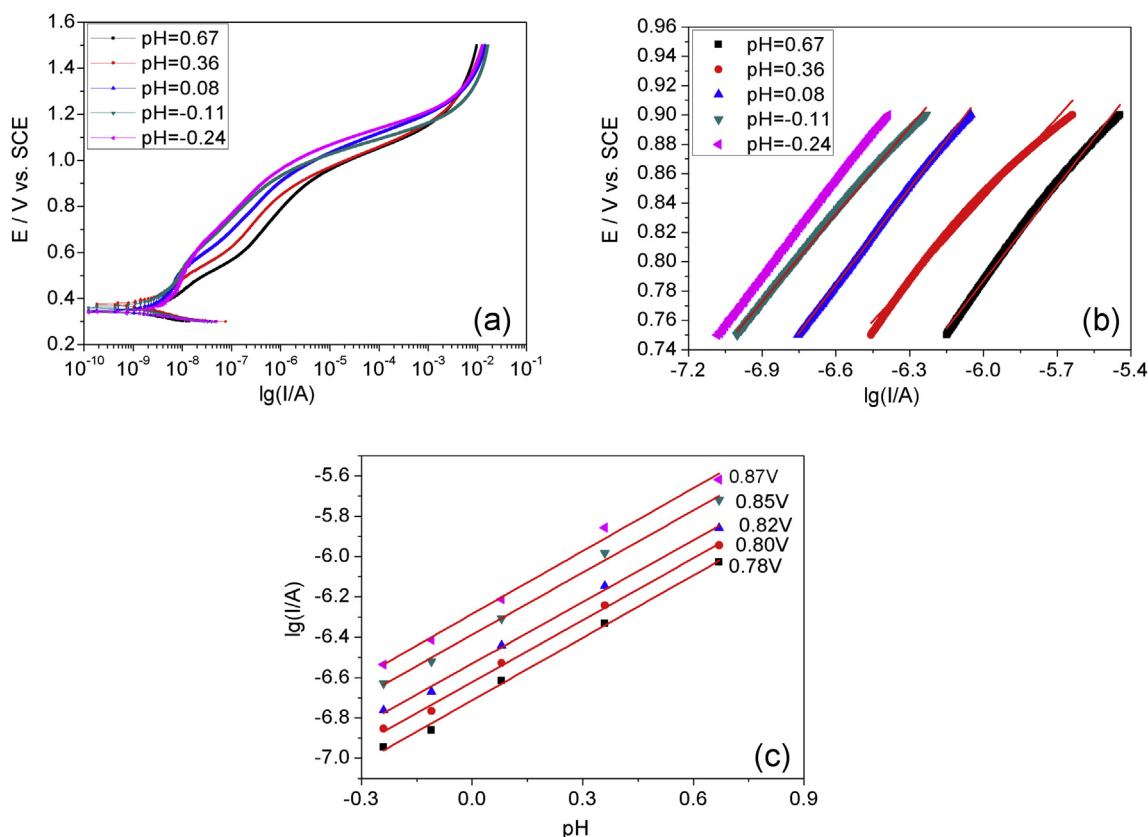 1.6
1.4
1.2
1.0
0.8
0.6
0.4
0.2
E / V vs. SCE
pH=0.67
pH=0.36
pH=0.08
pH=-0.11
pH=-0.24
(a)
10⁻¹⁰ 10⁻⁹ 10⁻⁸ 10⁻⁷ 10⁻⁶ 10⁻⁵ 10⁻⁴ 10⁻³ 10⁻² 10⁻¹
lg(I/A)
0.96
0.94
0.92
0.90
0.88
0.86
0.84
0.82
0.80
0.78
0.76
0.74
E / V vs. SCE
pH=0.67
pH=0.36
pH=0.08
pH=-0.11
pH=-0.24
(b)
-7.2 -6.9 -6.6 -6.3 -6.0 -5.7 -5.4
lg(I/A)
-5.6
-5.8
-6.0
-6.2
-6.4
-6.6
-6.8
-7.0
lg(I/A)
0.87V
0.85V
0.82V
0.80V
0.78V
(c)
-0.3 0.0 0.3 0.6 0.9
pH